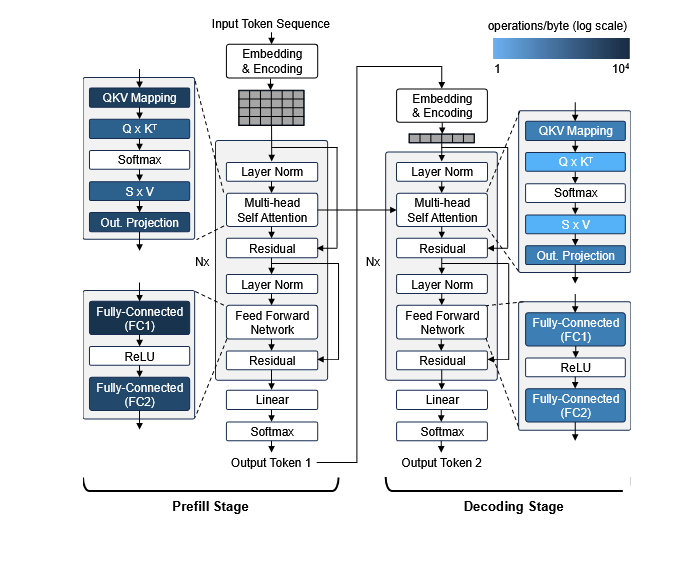 Input Token Sequence
operations/byte (log scale)
1
10⁴
Embedding
& Encoding
QKV Mapping
Q x Kᵀ
Softmax
S x V
Out. Projection
Layer Norm
Multi-head
Self Attention
Residual
Nx
Layer Norm
Feed Forward
Network
Residual
Fully-Connected
(FC1)
ReLU
Fully-Connected
(FC2)
Linear
Softmax
Output Token 1
Prefill Stage
Embedding
& Encoding
Layer Norm
Multi-head
Self Attention
Residual
Nx
Layer Norm
Feed Forward
Network
Residual
Linear
Softmax
Output Token 2
QKV Mapping
Q x Kᵀ
Softmax
S x V
Out. Projection
Fully-Connected
(FC1)
ReLU
Fully-Connected
(FC2)
Decoding Stage